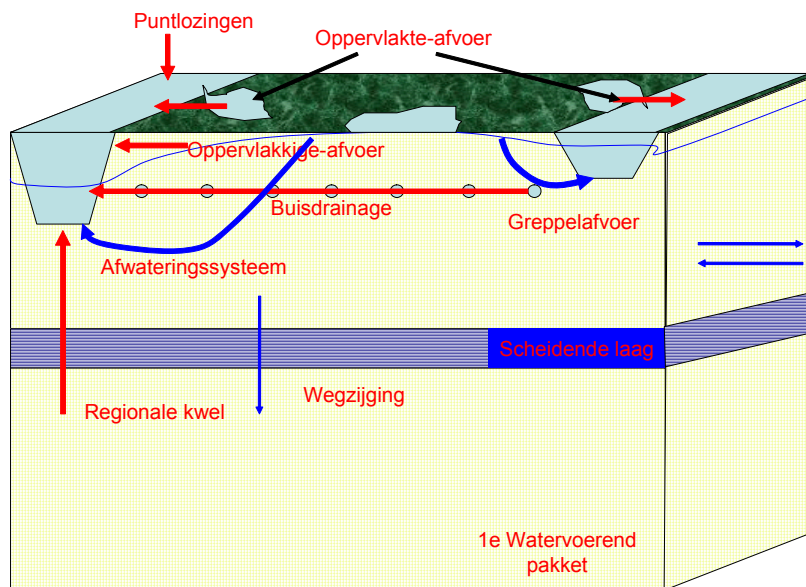 Puntlozingen
Oppervlakte-afvoer
Oppervlakkige-afvoer
Buisdrainage
Greppelafvoer
Afwateringssysteem
Scheidende laag
Wegzijging
Regionale kwel
1e Watervoerend
pakket